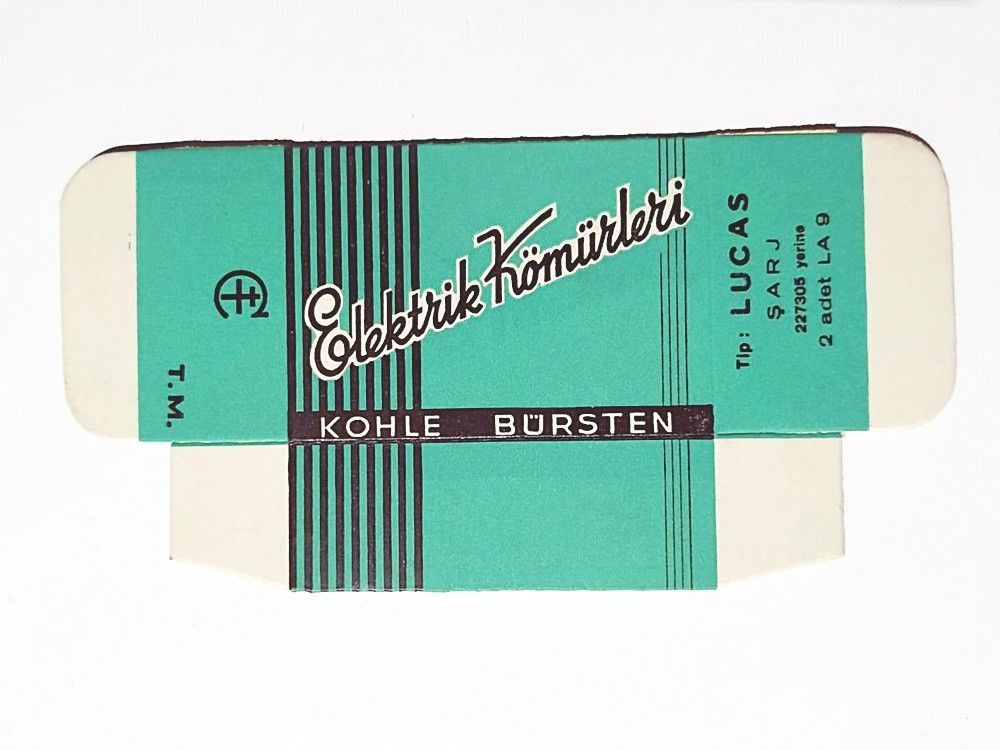 Elektrik Kömürleri
KOHLE BÜRSTEN
T. M.
Tip: LUCAS
ŞARJ
227305 yerine
2 adet LA 9